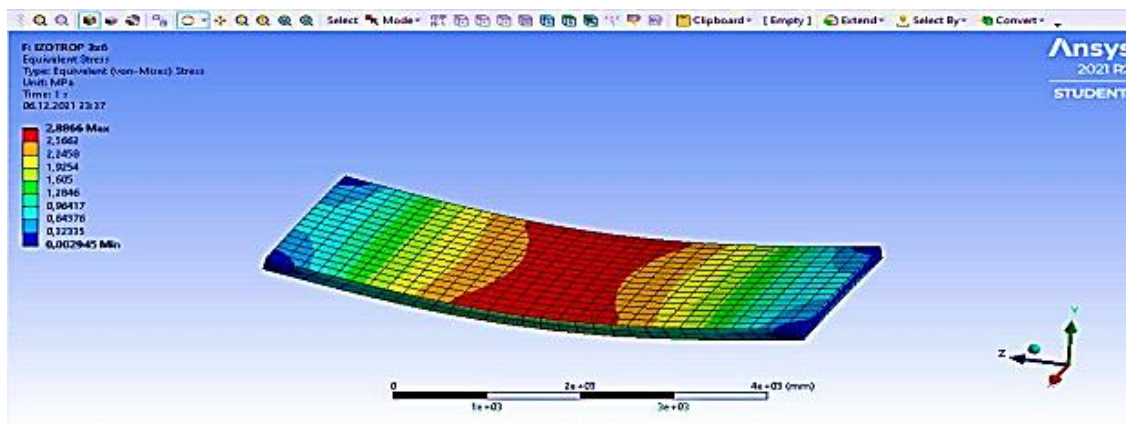 Select Mode Clipboard [Empty] Extend Select By Convert
F: IZOTROP 3x6
Equivalent Stress
Type: Equivalent (von-Mises) Stress
Unit: MPa
Time: 1 s
06.12.2021 23:37
2,8866 Max
2,5662
2,2458
1,9254
1,605
1,2846
0,96417
0,64376
0,32335
0,002945 Min
Ansys
2021 R2
STUDENT
Y
Z
0 2e+03 4e+03 (mm)
1e+03 3e+03